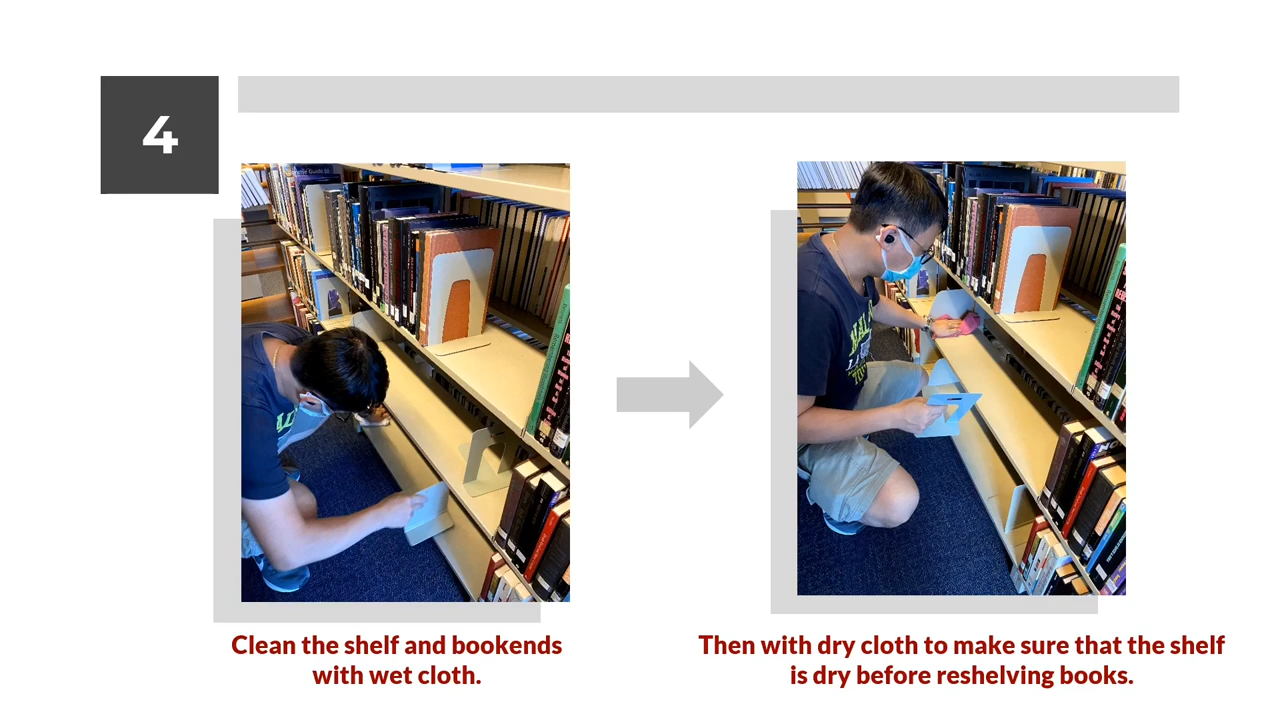 4
Clean the shelf and bookends
with wet cloth.
Then with dry cloth to make sure that the shelf
is dry before reshelving books.